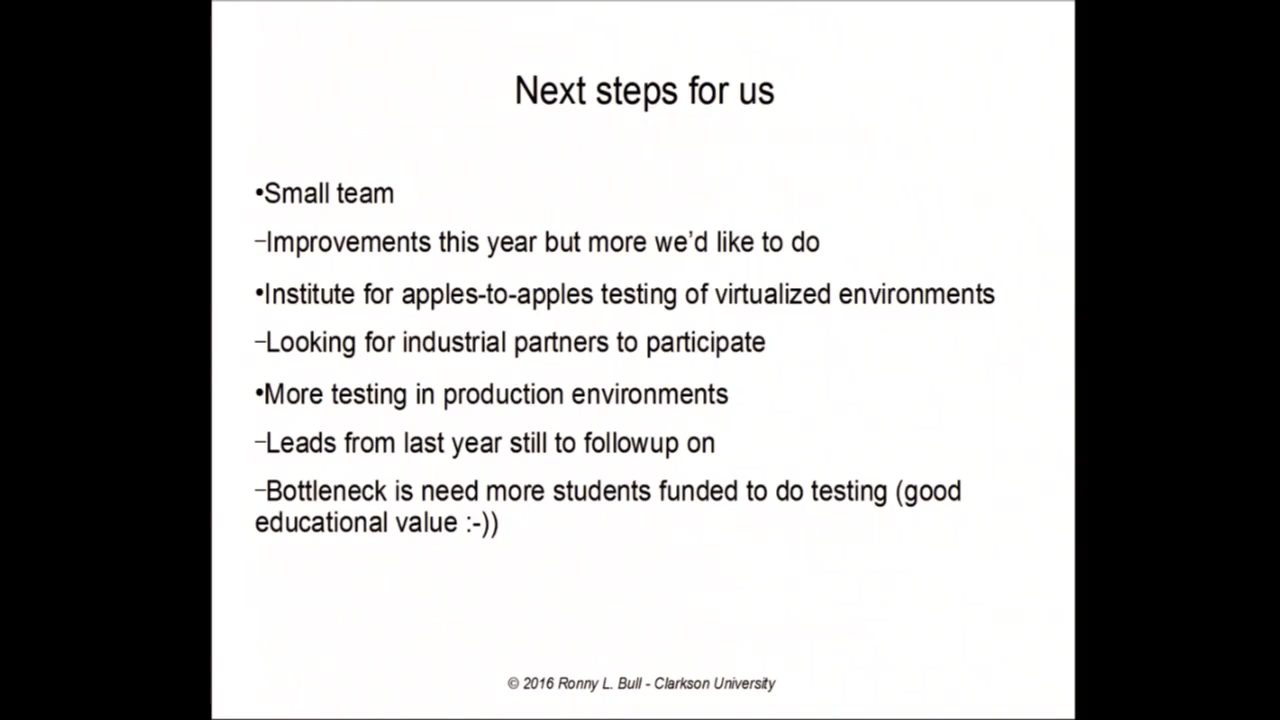 Next steps for us
•Small team
–Improvements this year but more we’d like to do
•Institute for apples-to-apples testing of virtualized environments
–Looking for industrial partners to participate
•More testing in production environments
–Leads from last year still to followup on
–Bottleneck is need more students funded to do testing (good
educational value :-))
© 2016 Ronny L. Bull - Clarkson University